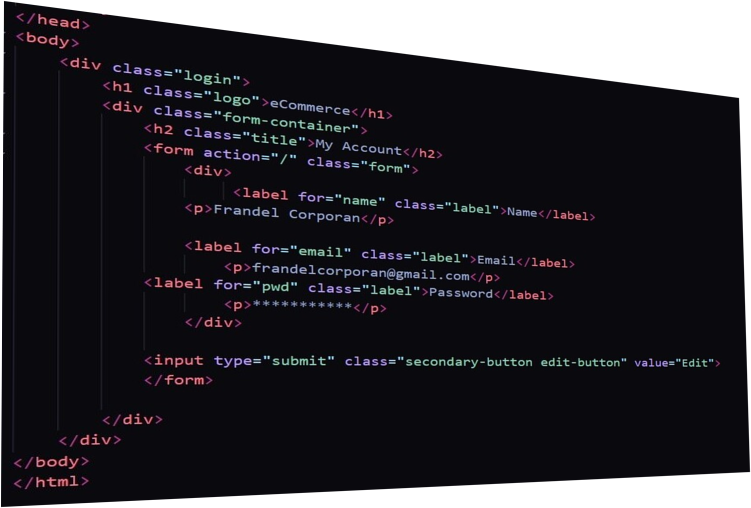 </head>
<body>
<div class="login">
<h1 class="logo">eCommerce</h1>
<div class="form-container">
<h2 class="title">My Account</h2>
<form action="/" class="form">
<div>
<label for="name" class="label">Name</label>
<p>Frandel Corporan</p>
<label for="email" class="label">Email</label>
<p>frandelcorporan@gmail.com</p>
<label for="pwd" class="label">Password</label>
<p>***********</p>
</div>
<input type="submit" class="secondary-button edit-button" value="Edit">
</form>
</div>
</div>
</body>
</html>